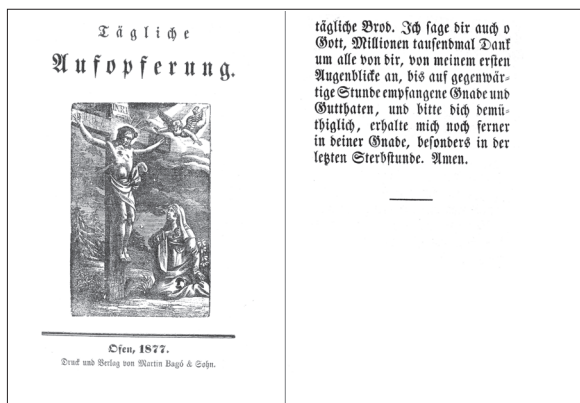 Tägliche
Aufopferung.
INRI
Ofen, 1877.
Druck und Verlag von Martin Bagó & Sohn.
tägliche Brod. Ich sage dir auch o
Gott, Millionen tausendmal Dank
um alle von dir, von meinem ersten
Augenblicke an, bis auf gegenwär-
tige Stunde empfangene Gnade und
Gutthaten, und bitte dich demü-
thiglich, erhalte mich noch ferner
in deiner Gnade, besonders in der
letzten Sterbstunde. Amen.